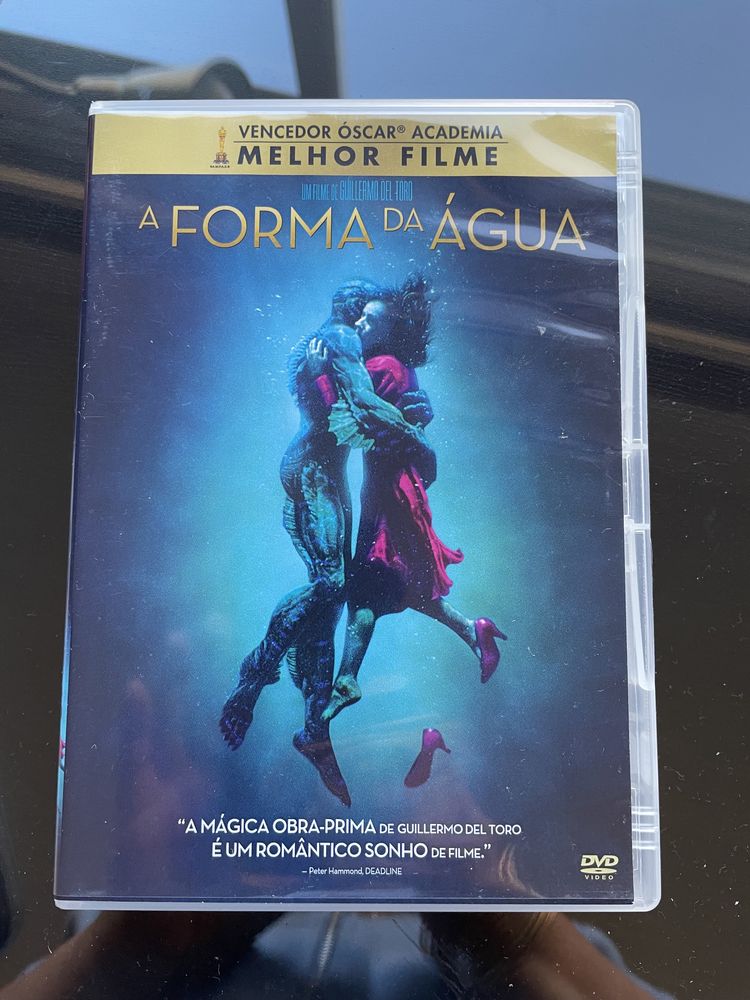 VENCEDOR ÓSCAR® ACADEMIA
MELHOR FILME
UM FILME DE GUILLERMO DEL TORO
A FORMA DA ÁGUA
“A MÁGICA OBRA-PRIMA DE GUILLERMO DEL TORO
É UM ROMÂNTICO SONHO DE FILME.”
– Peter Hammond, DEADLINE
DVD
VIDEO